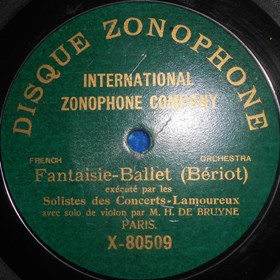 DISQUE ZONOPHONE
INTERNATIONAL
ZONOPHONE COMPANY
FRENCH ORCHESTRA
Fantaisie-Ballet (Bériot)
exécuté par les
Solistes des Concerts-Lamoureux
avec solo de violon par M. H. DE BRUYNE
PARIS.
X-80509